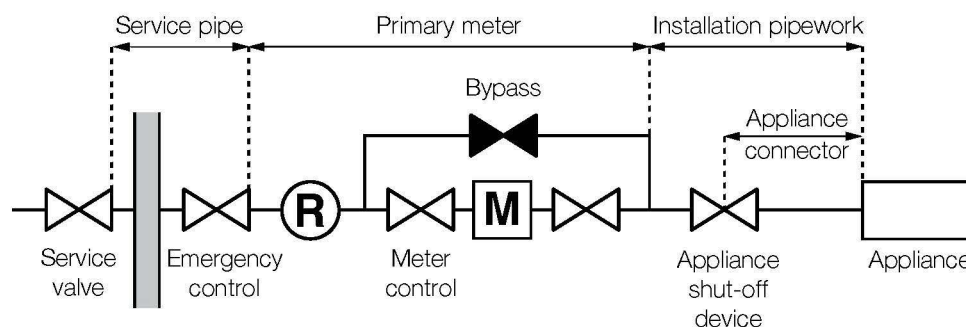 Service pipe
Primary meter
Installation pipework
Bypass
Appliance
connector
R
M
Service
valve
Emergency
control
Meter
control
Appliance
shut-off
device
Appliance